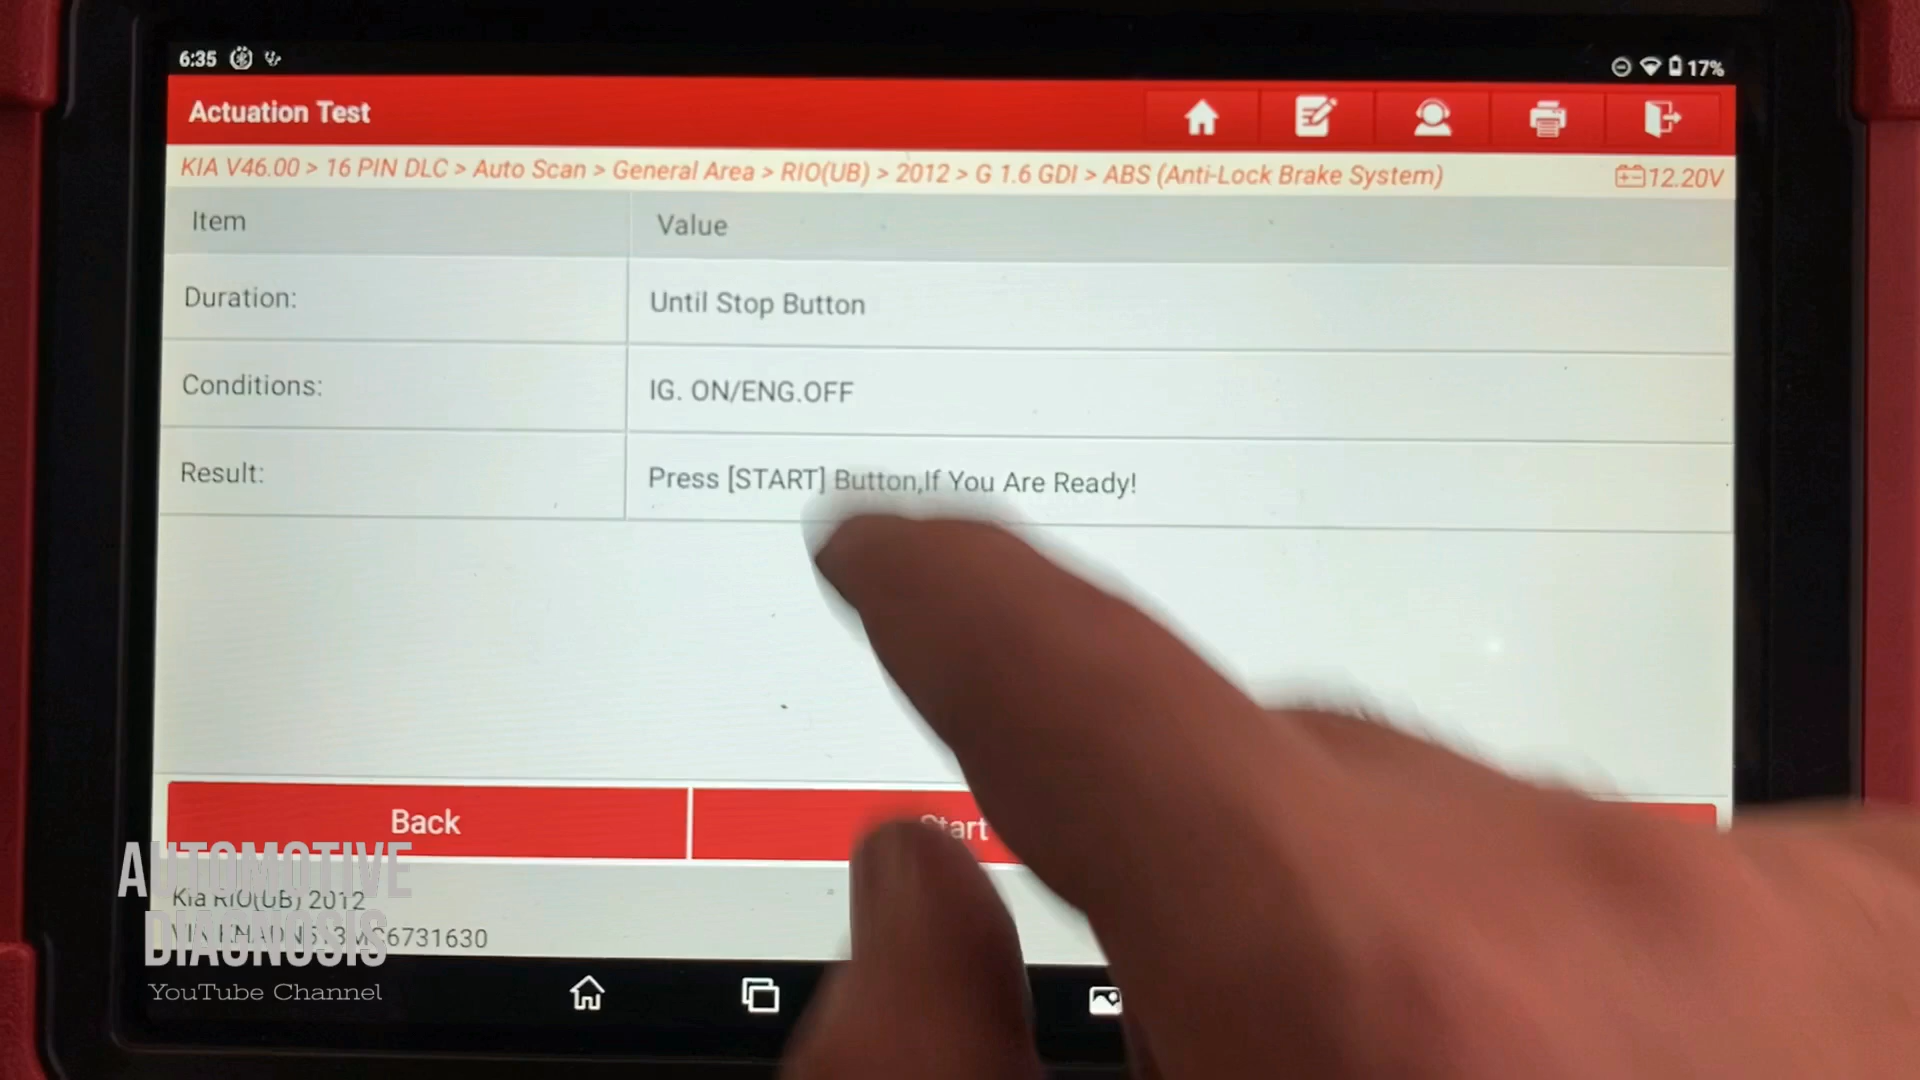 6:35
17%
Actuation Test
KIA V46.00 > 16 PIN DLC > Auto Scan > General Area > RIO(UB) > 2012 > G 1.6 GDI > ABS (Anti-Lock Brake System)
12.20V
Item Value
Duration: Until Stop Button
Conditions: IG. ON/ENG.OFF
Result: Press [START] Button,If You Are Ready!
Back Start
AUTOMOTIVE
Kia RIO(UB) 2012
DIAGNOSIS
YouTube Channel